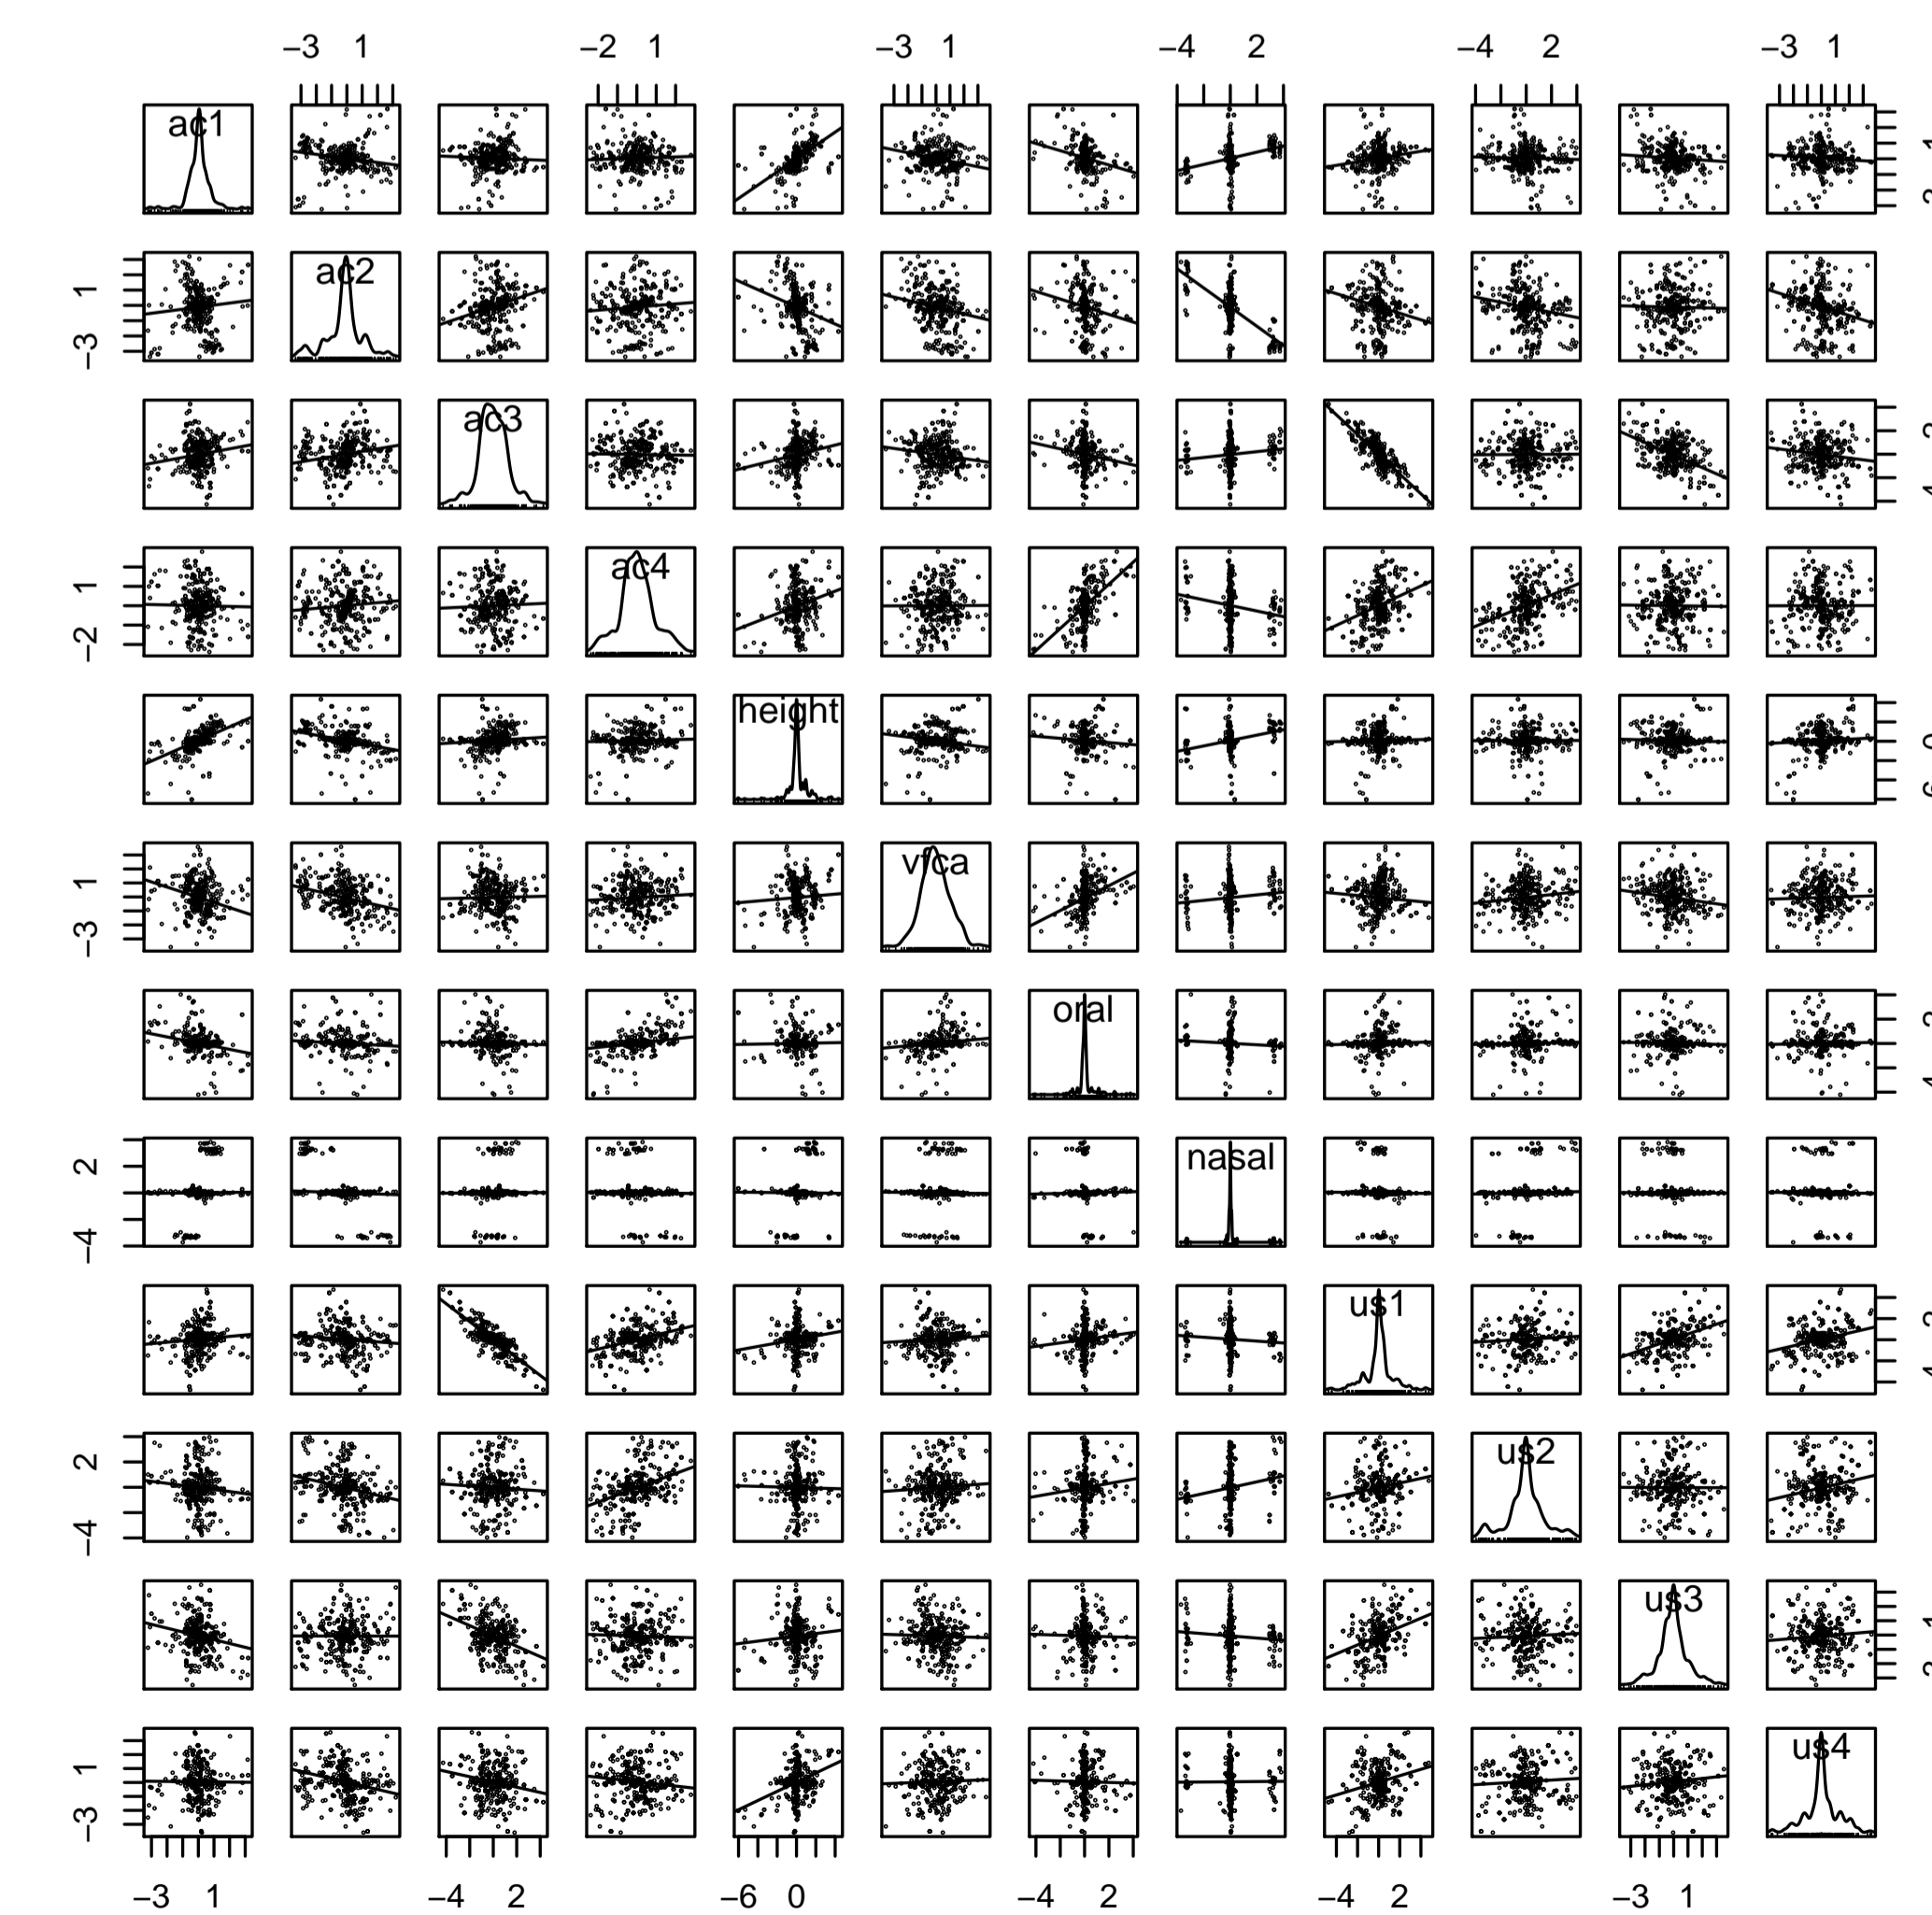 −3 1 −2 1 −3 1 −4 2 −4 2 −3 1
ac1
ac2
1
−3
ac3
ac4
1
−2
height
0
vfca
1
−3
oral
nasal
2
−4
us1
us2
2
−4
us3
us4
1
−3
−3 1 −4 2 −6 0 −4 2 −4 2 −3 1